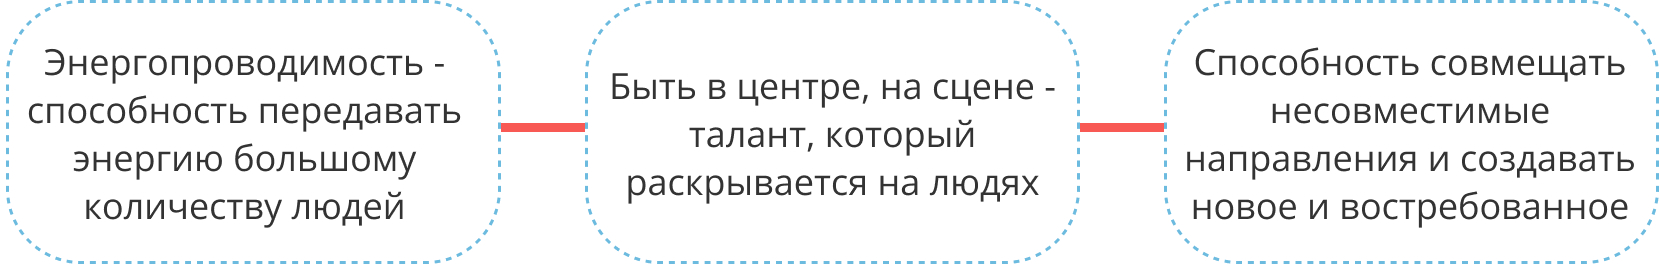 Энергопроводимость -
способность передавать
энергию большому
количеству людей
Быть в центре, на сцене -
талант, который
раскрывается на людях
Способность совмещать
несовместимые
направления и создавать
новое и востребованное